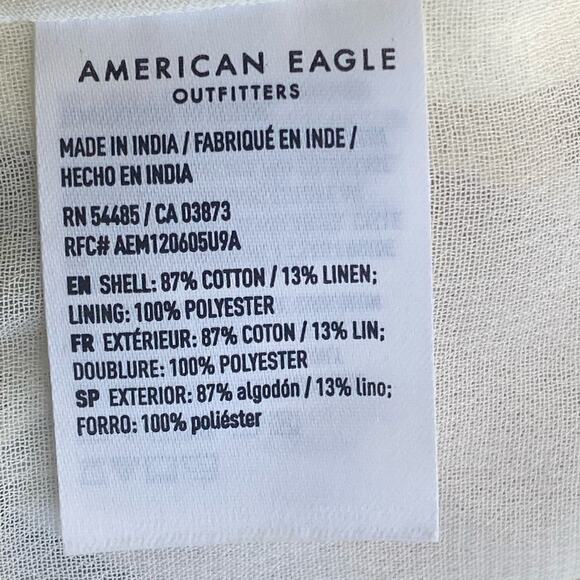 AMERICAN EAGLE
OUTFITTERS
MADE IN INDIA / FABRIQUÉ EN INDE /
HECHO EN INDIA
RN 54485 / CA 03873
RFC# AEM120605U9A
EN SHELL: 87% COTTON / 13% LINEN;
LINING: 100% POLYESTER
FR EXTÉRIEUR: 87% COTON / 13% LIN;
DOUBLURE: 100% POLYESTER
SP EXTERIOR: 87% algodón / 13% lino;
FORRO: 100% poliéster